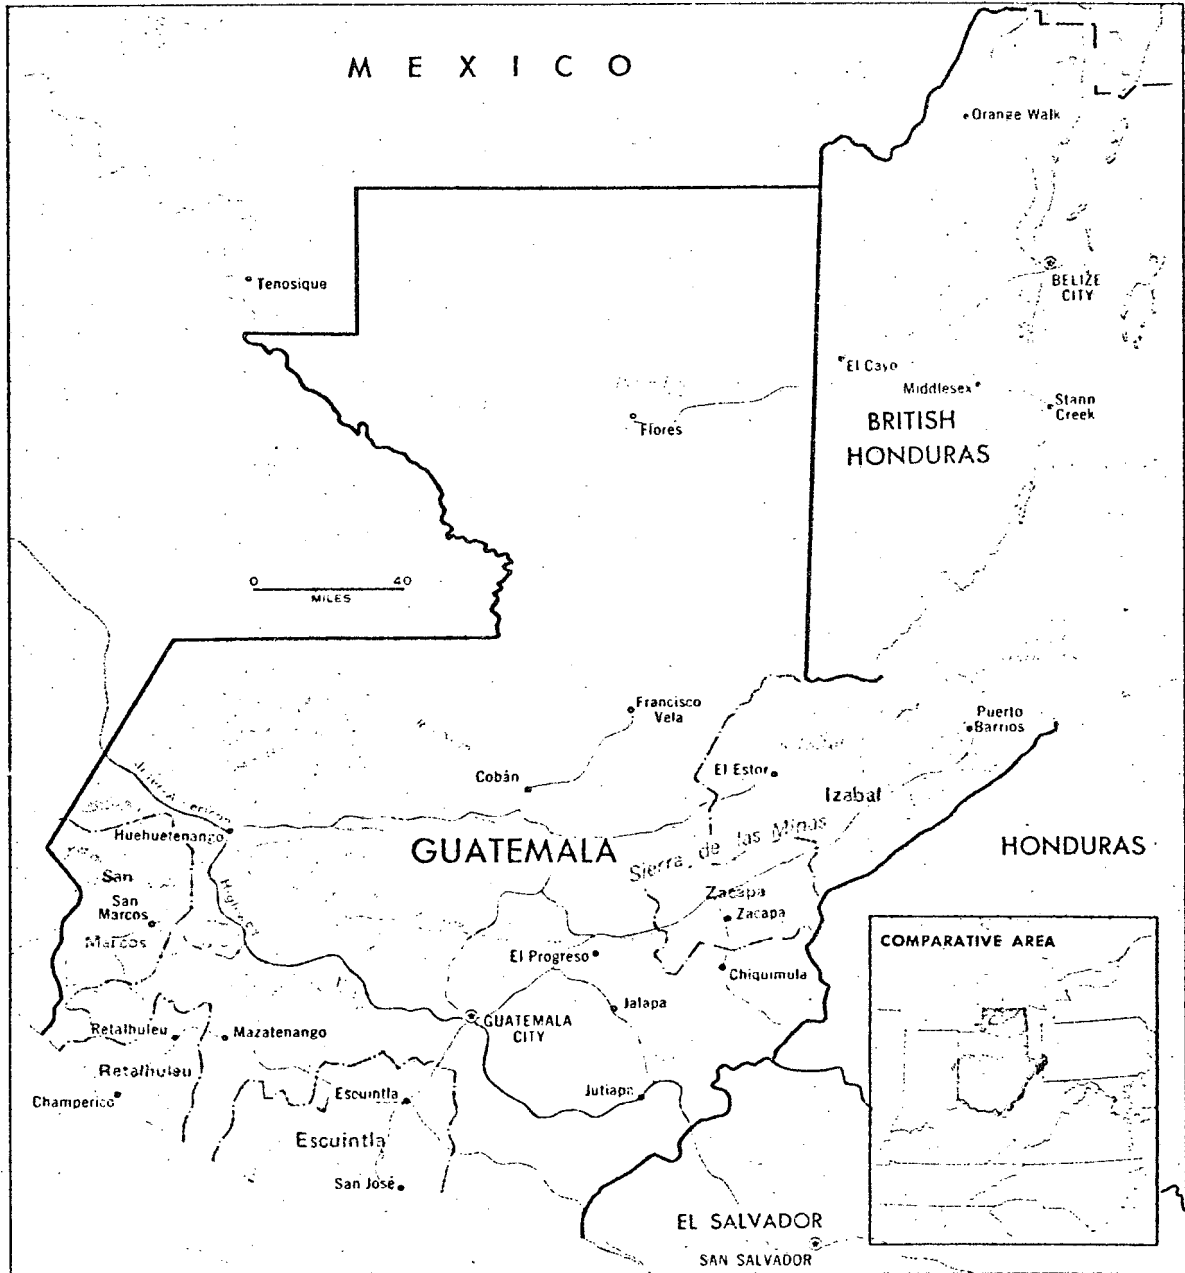 MEXICO
Orange Walk
Tenosique
BELIZE
CITY
El Cayo
Middlesex
Stann
Creek
Flores
BRITISH
HONDURAS
0 40
MILES
Francisco
Vela
Puerto
Barrios
Cobán
El Estor
Izabal
Huehuetenango
GUATEMALA
Sierra de las Minas
HONDURAS
San
Marcos
San
Marcos
Highway
Zacapa
Zacapa
El Progreso
Chiquimula
COMPARATIVE AREA
Jalapa
GUATEMALA
CITY
Retalhuleu
Mazatenango
Retalhuleu
Champerico
Escuintla
Jutiapa
Escuintla
San José
EL SALVADOR
SAN SALVADOR